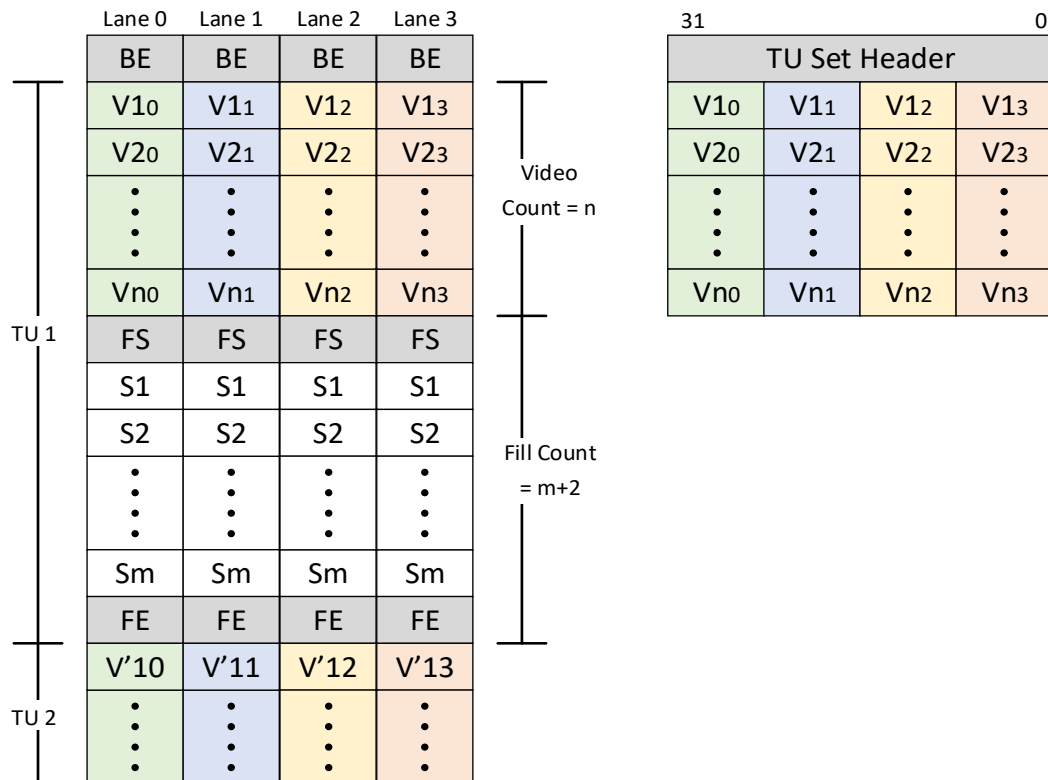 Lane 0 Lane 1 Lane 2 Lane 3 31 0
BE BE BE BE TU Set Header
V10 V11 V12 V13 V10 V11 V12 V13
V20 V21 V22 V23 V20 V21 V22 V23
Video
Count = n
Vn0 Vn1 Vn2 Vn3 Vn0 Vn1 Vn2 Vn3
TU 1
FS FS FS FS
S1 S1 S1 S1
S2 S2 S2 S2
Fill Count
= m+2
Sm Sm Sm Sm
FE FE FE FE
V'10 V'11 V'12 V'13
TU 2